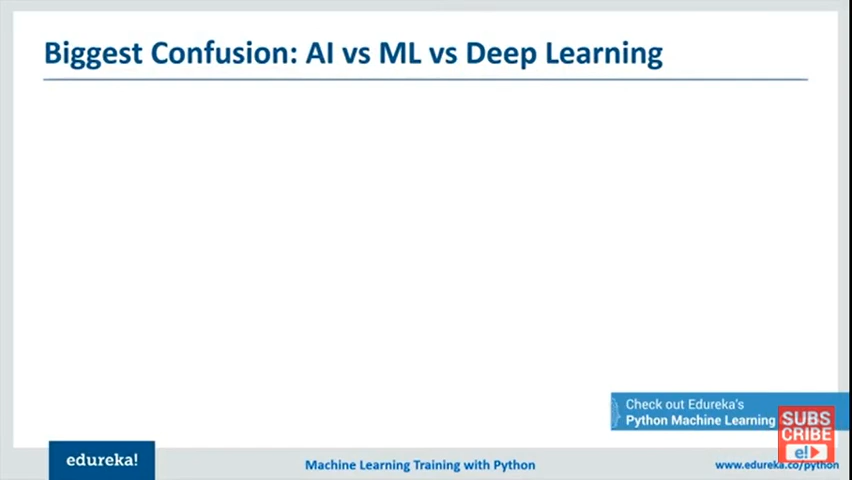 Biggest Confusion: AI vs ML vs Deep Learning
Check out Edureka's
Python Machine Learning
SUBS
CRIBE
e!
edureka!
Machine Learning Training with Python
www.edureka.co/python